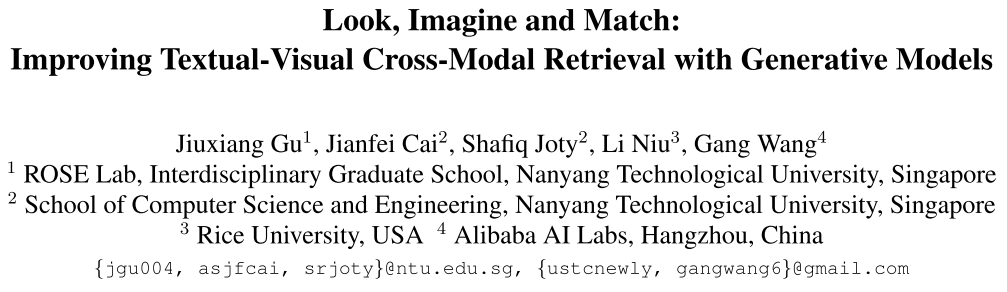 Look, Imagine and Match:
Improving Textual-Visual Cross-Modal Retrieval with Generative Models
Jiuxiang Gu¹, Jianfei Cai², Shafiq Joty², Li Niu³, Gang Wang⁴
¹ ROSE Lab, Interdisciplinary Graduate School, Nanyang Technological University, Singapore
² School of Computer Science and Engineering, Nanyang Technological University, Singapore
³ Rice University, USA ⁴ Alibaba AI Labs, Hangzhou, China
{jgu004, asjfcai, srjoty}@ntu.edu.sg, {ustcnewly, gangwang6}@gmail.com